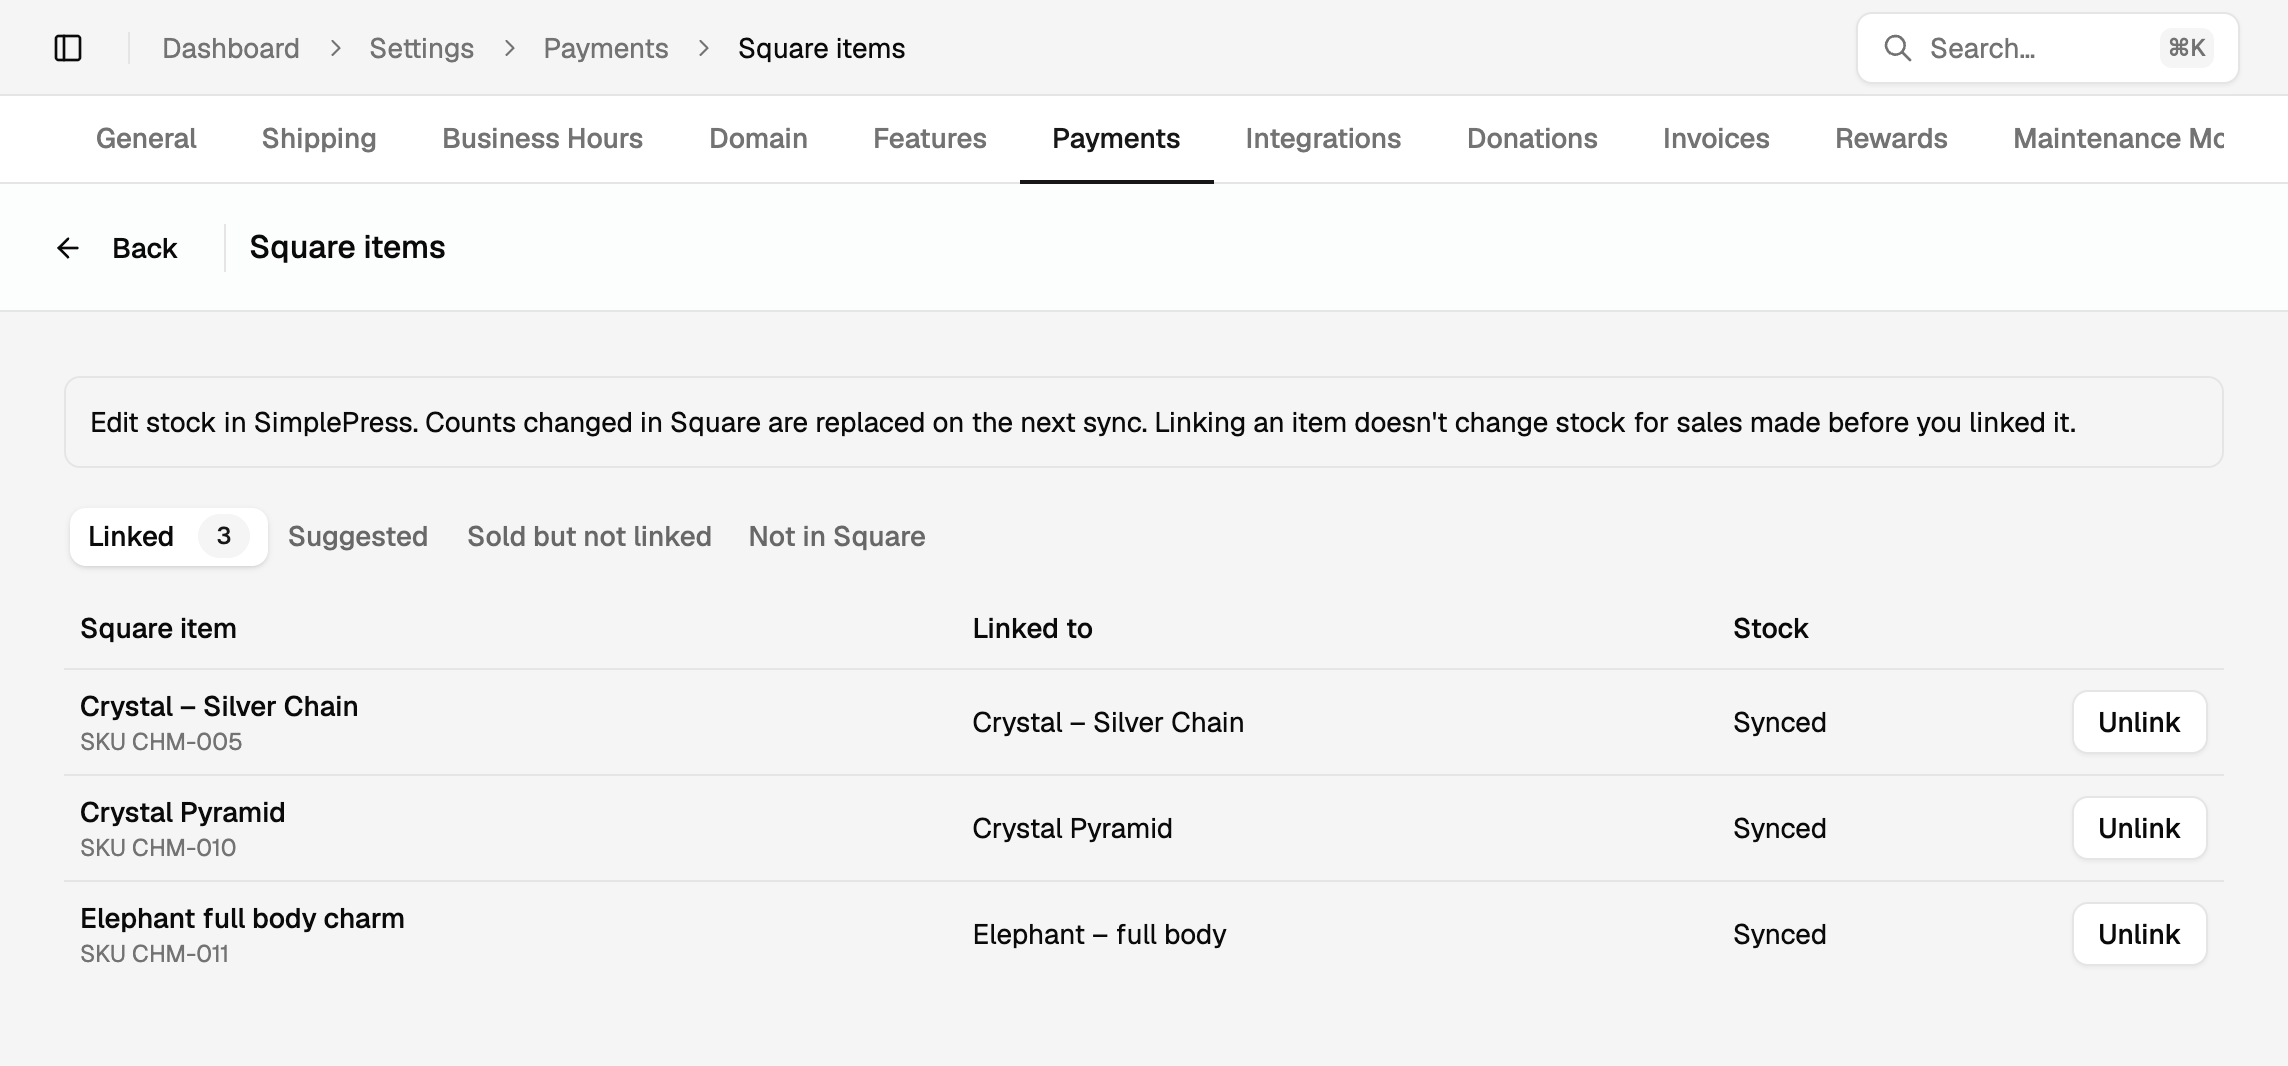 Dashboard > Settings > Payments > Square items
Search... ⌘K
General Shipping Business Hours Domain Features Payments Integrations Donations Invoices Rewards Maintenance Mo
Back Square items
Edit stock in SimplePress. Counts changed in Square are replaced on the next sync. Linking an item doesn't change stock for sales made before you linked it.
Linked 3 Suggested Sold but not linked Not in Square
Square item Linked to Stock
Crystal – Silver Chain
SKU CHM-005
Crystal – Silver Chain Synced Unlink
Crystal Pyramid
SKU CHM-010
Crystal Pyramid Synced Unlink
Elephant full body charm
SKU CHM-011
Elephant – full body Synced Unlink